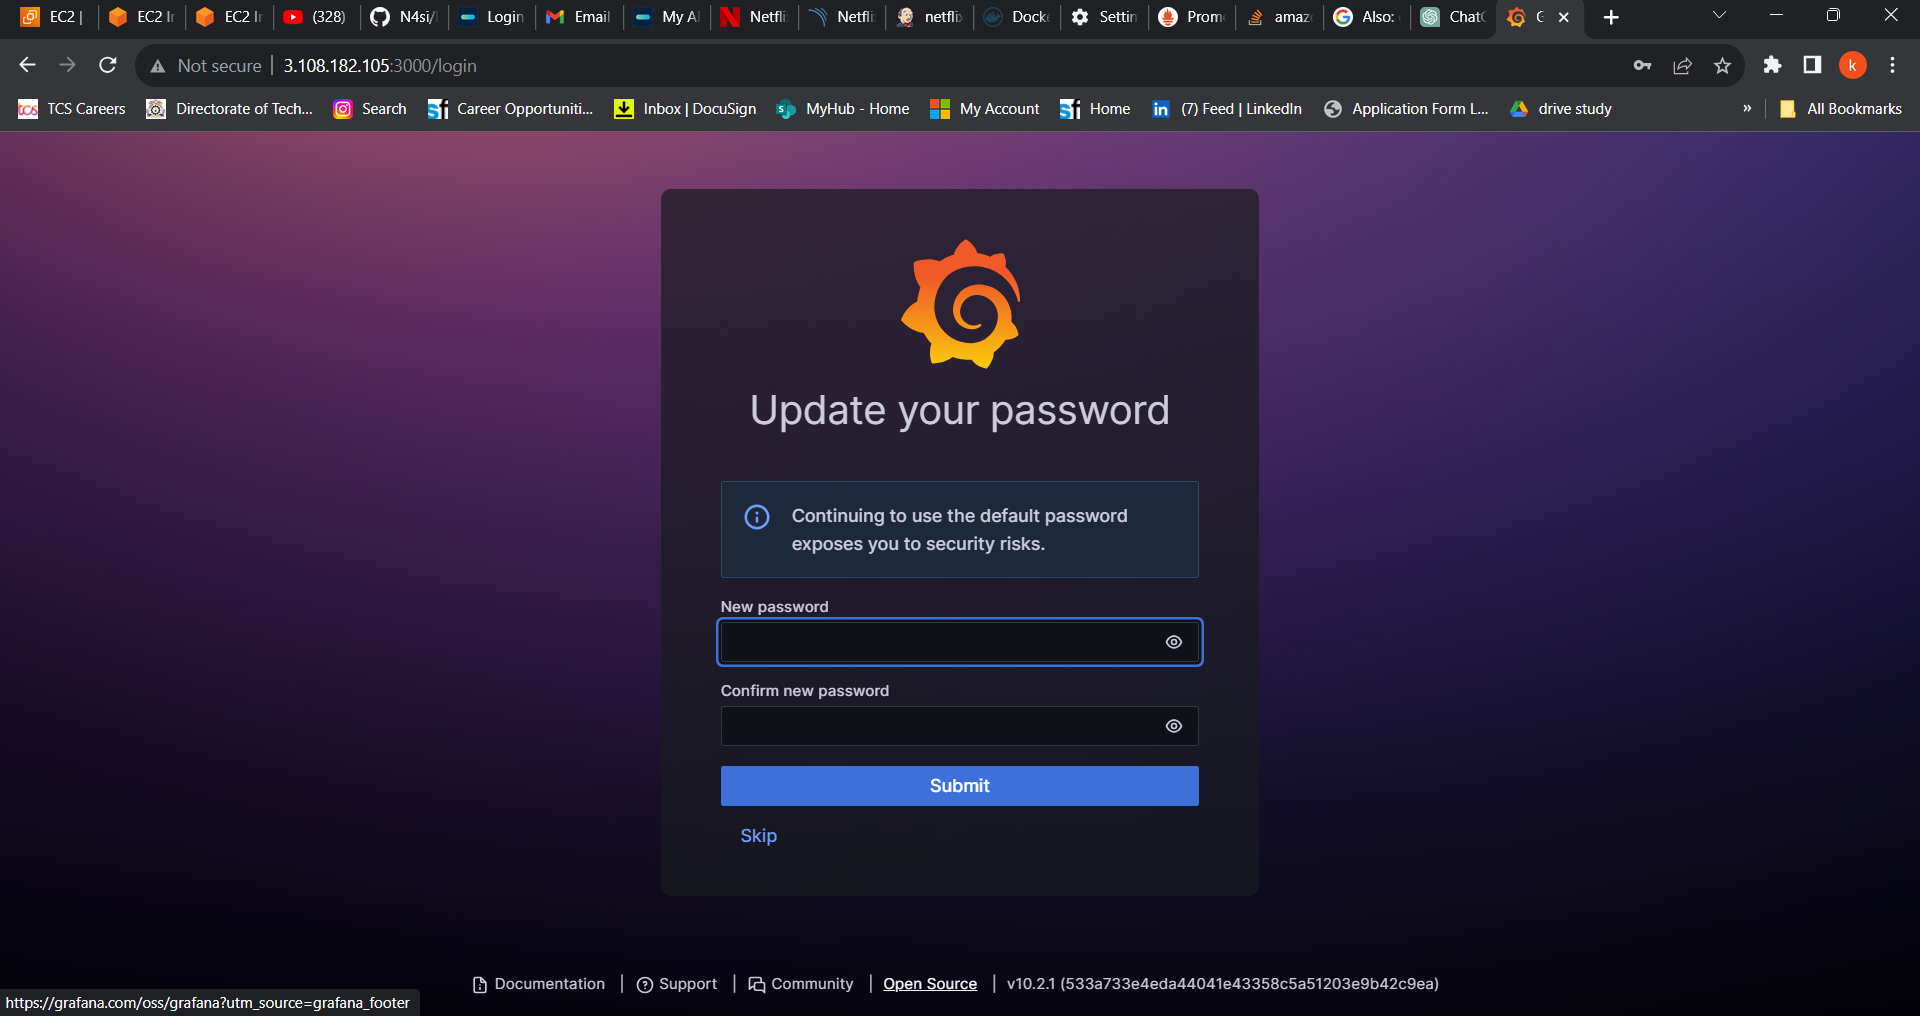 EC2 |
EC2 Ir
EC2 Ir
(328)
N4si/
Login
Email
My A
Netfli
Netfli
netflix
Docke
Settin
Prom
amaz
Also:
Chat
Not secure
3.108.182.105:3000/login
k
TCS Careers
Directorate of Tech...
Search
Career Opportuniti...
Inbox | DocuSign
MyHub - Home
My Account
Home
(7) Feed | LinkedIn
Application Form L...
drive study
»
All Bookmarks
Update your password
Continuing to use the default password
exposes you to security risks.
New password
Confirm new password
Submit
Skip
Documentation | Support | Community | Open Source | v10.2.1 (533a733e4eda44041e43358c5a51203e9b42c9ea)
https://grafana.com/oss/grafana?utm_source=grafana_footer